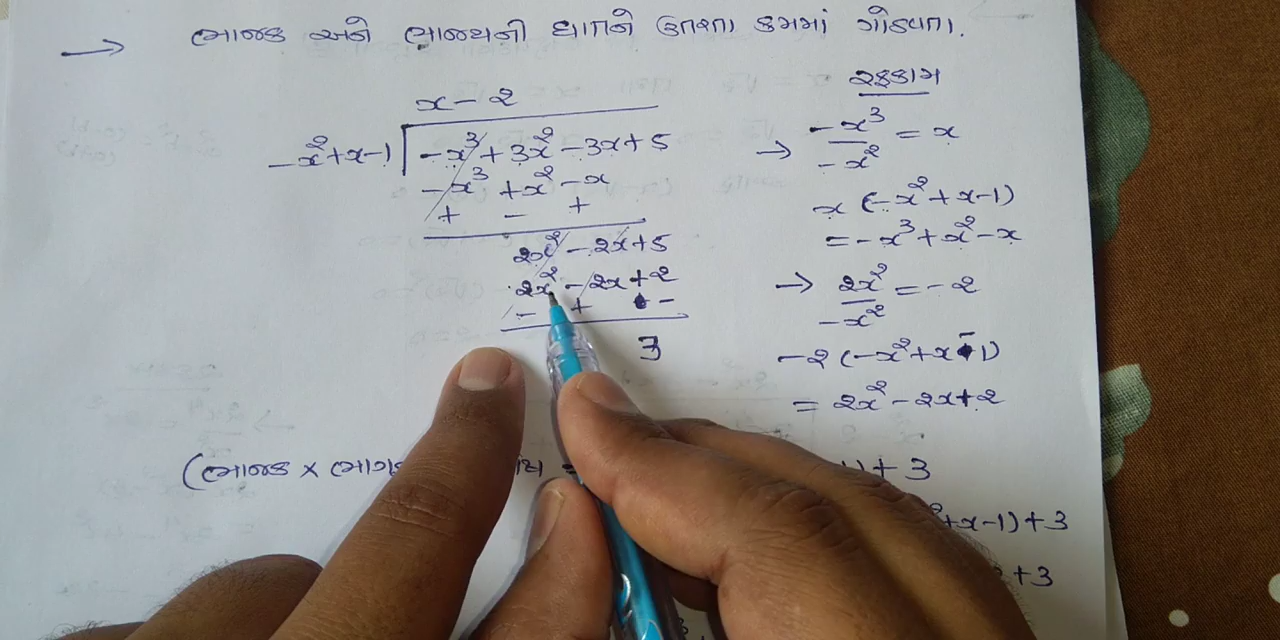 → ભાજક અને ભાજ્યની ઘાતને ઉતરતા ક્રમમાં ગોઠવતા.
રફકામ
x - 2
-x² + x - 1 ) -x³ + 3x² - 3x + 5
-x³ + x² - x
+ - +
2x² - 2x + 5
2x² - 2x + 2
- + -
3
→ -x³ / -x² = x
x (-x² + x - 1)
= -x³ + x² - x
→ 2x² / -x² = -2
-2 (-x² + x - 1)
= 2x² - 2x + 2
(ભાજક × 1) + 3
+ x - 1) + 3
+ 3